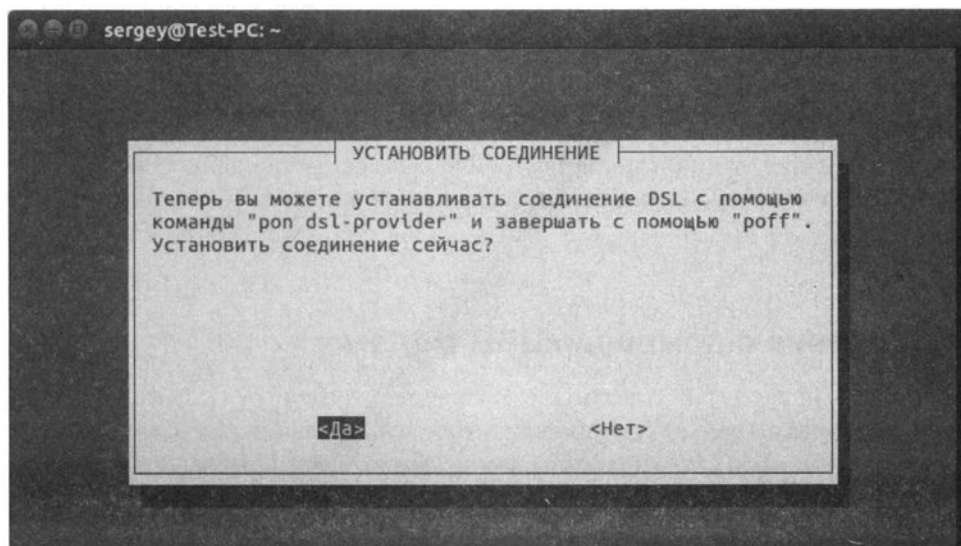 sergey@Test-PC: ~
УСТАНОВИТЬ СОЕДИНЕНИЕ
Теперь вы можете устанавливать соединение DSL с помощью
команды "pon dsl-provider" и завершать с помощью "poff".
Установить соединение сейчас?
<Да> <Нет>